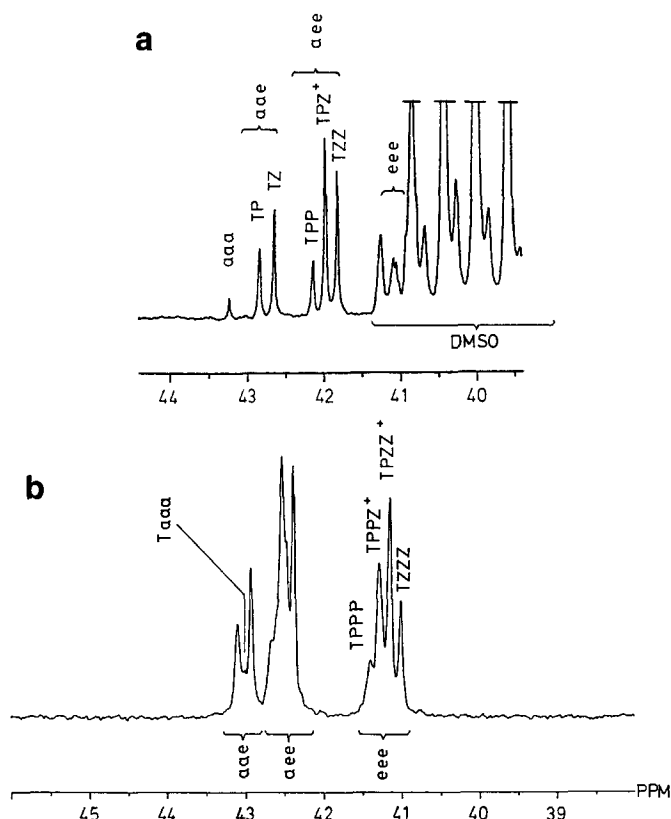 a
aaa
aae
TP
TZ
aee
TPP
TPZ+
TZZ
eee
DMSO
44 43 42 41 40
b
Taaa
TPPP
TPPZ+
TPZZ+
TZZZ
aae
aee
eee
45 44 43 42 41 40 39 PPM